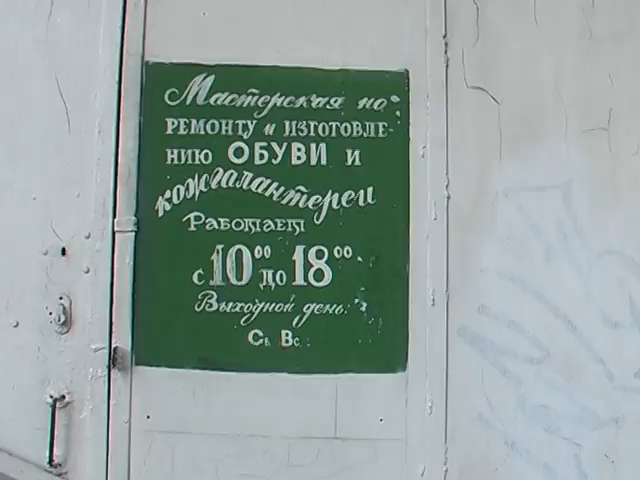 Мастерская по
РЕМОНТУ и ИЗГОТОВЛЕ-
НИЮ ОБУВИ И
КОЖГАЛАНТЕРЕИ
Работает
с 10⁰⁰ до 18⁰⁰
Выходной день:
Сб. Вс.